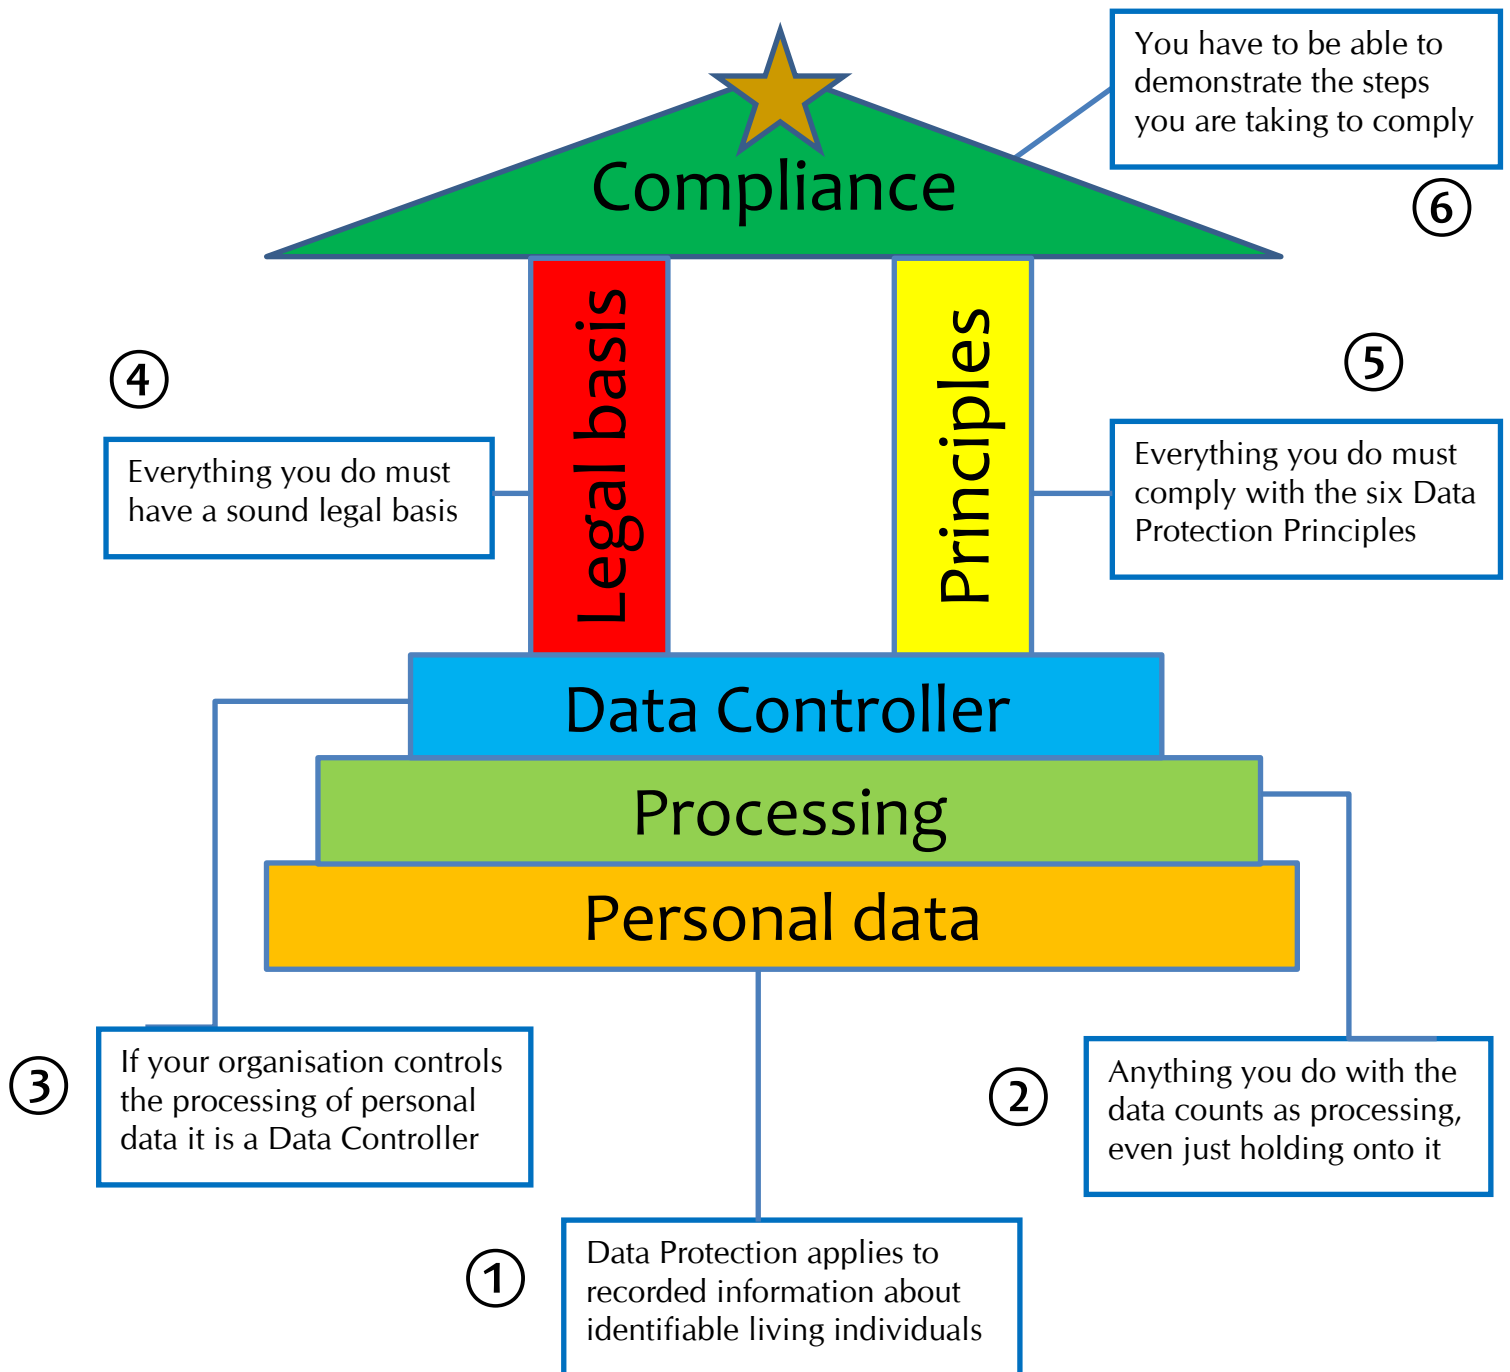 You have to be able to
demonstrate the steps
you are taking to comply
6
Compliance
Legal basis
Principles
4
Everything you do must
have a sound legal basis
5
Everything you do must
comply with the six Data
Protection Principles
Data Controller
Processing
Personal data
3
If your organisation controls
the processing of personal
data it is a Data Controller
2
Anything you do with the
data counts as processing,
even just holding onto it
1
Data Protection applies to
recorded information about
identifiable living individuals